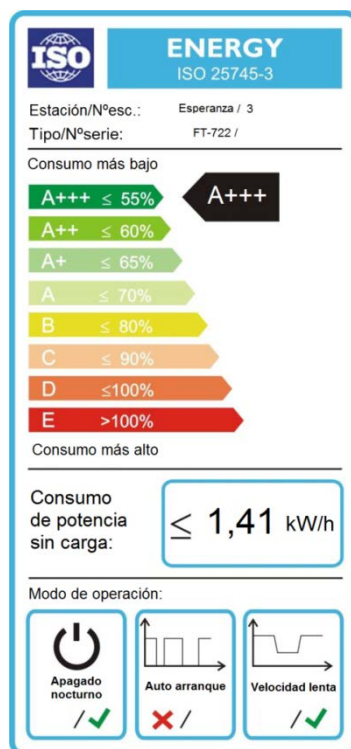 ISO
ENERGY
ISO 25745-3
Estación/Nºesc.: Esperanza / 3
Tipo/Nºserie: FT-722 /
Consumo más bajo
A+++ ≤ 55% A+++
A++ ≤ 60%
A+ ≤ 65%
A ≤ 70%
B ≤ 80%
C ≤ 90%
D ≤100%
E >100%
Consumo más alto
Consumo
de potencia
sin carga:
≤ 1,41 kW/h
Modo de operación:
Apagado
nocturno
/✓
Auto arranque
✗ /
Velocidad lenta
/✓